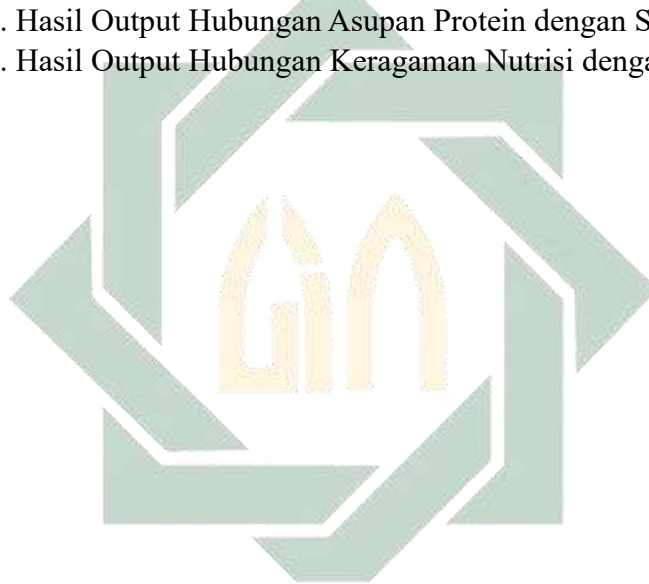 . Hasil Output Hubungan Asupan Protein dengan S
. Hasil Output Hubungan Keragaman Nutrisi denga